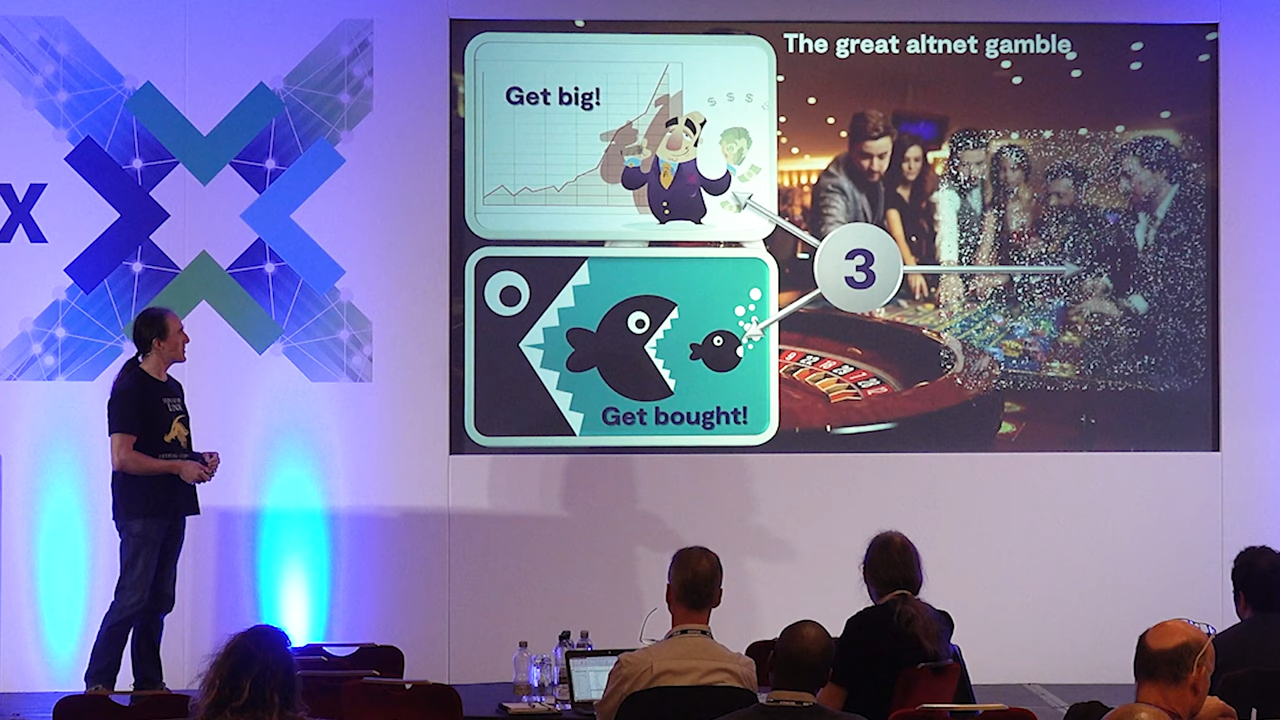 The great altnet gamble
Get big!
$ $ $
3
Get bought!
X